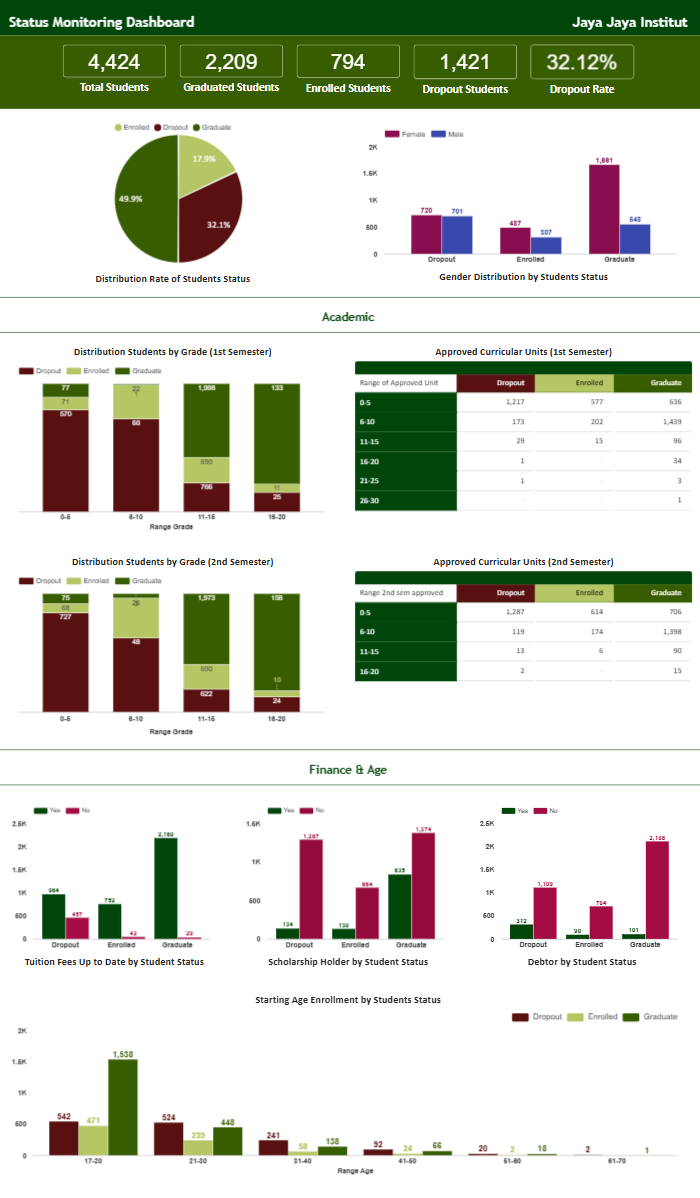 Status Monitoring Dashboard
Jaya Jaya Institut
4,424
2,209
794
1,421
32.12%
Total Students
Graduated Students
Enrolled Students
Dropout Students
Dropout Rate
Enrolled Dropout Graduate
17.9%
49.9%
32.1%
Distribution Rate of Students Status
Female Male
2K
1.5K
1K
500
0
720 701
487 307
1,661 548
Dropout Enrolled Graduate
Gender Distribution by Students Status
Academic
Distribution Students by Grade (1st Semester)
Dropout Enrolled Graduate
77 22 1,998 133
71
570 60
690
766
11
25
0-5 6-10 11-15 16-20
Range Grade
Approved Curricular Units (1st Semester)
Range of Approved Unit Dropout Enrolled Graduate
0-5 1,217 577 636
6-10 173 202 1,439
11-15 29 15 96
16-20 1 - 34
21-25 1 - 3
26-30 - - 1
Distribution Students by Grade (2nd Semester)
Dropout Enrolled Graduate
75 1,973 158
68 26
727 48
690
622
10
24
0-5 6-10 11-15 16-20
Range Grade
Approved Curricular Units (2nd Semester)
Range 2nd sem approved Dropout Enrolled Graduate
0-5 1,287 614 706
6-10 119 174 1,398
11-15 13 6 90
16-20 2 - 15
Finance & Age
Yes No
2.5K
2K
1.5K
1K
500
0
964 457
752 42
2,180 29
Dropout Enrolled Graduate
Tuition Fees Up to Date by Student Status
Yes No
1.5K
1K
500
0
134 1,287
130 664
835 1,374
Dropout Enrolled Graduate
Scholarship Holder by Student Status
Yes No
2.5K
2K
1.5K
1K
500
0
312 1,109
90 704
101 2,108
Dropout Enrolled Graduate
Debtor by Student Status
Starting Age Enrollment by Students Status
Dropout Enrolled Graduate
2K
1.5K
1K
500
0
542 471 1,538
524 239 448
241 58 138
92 24 66
20 2 18
2 1
17-20 21-30 31-40 41-50 51-60 61-70
Range Age